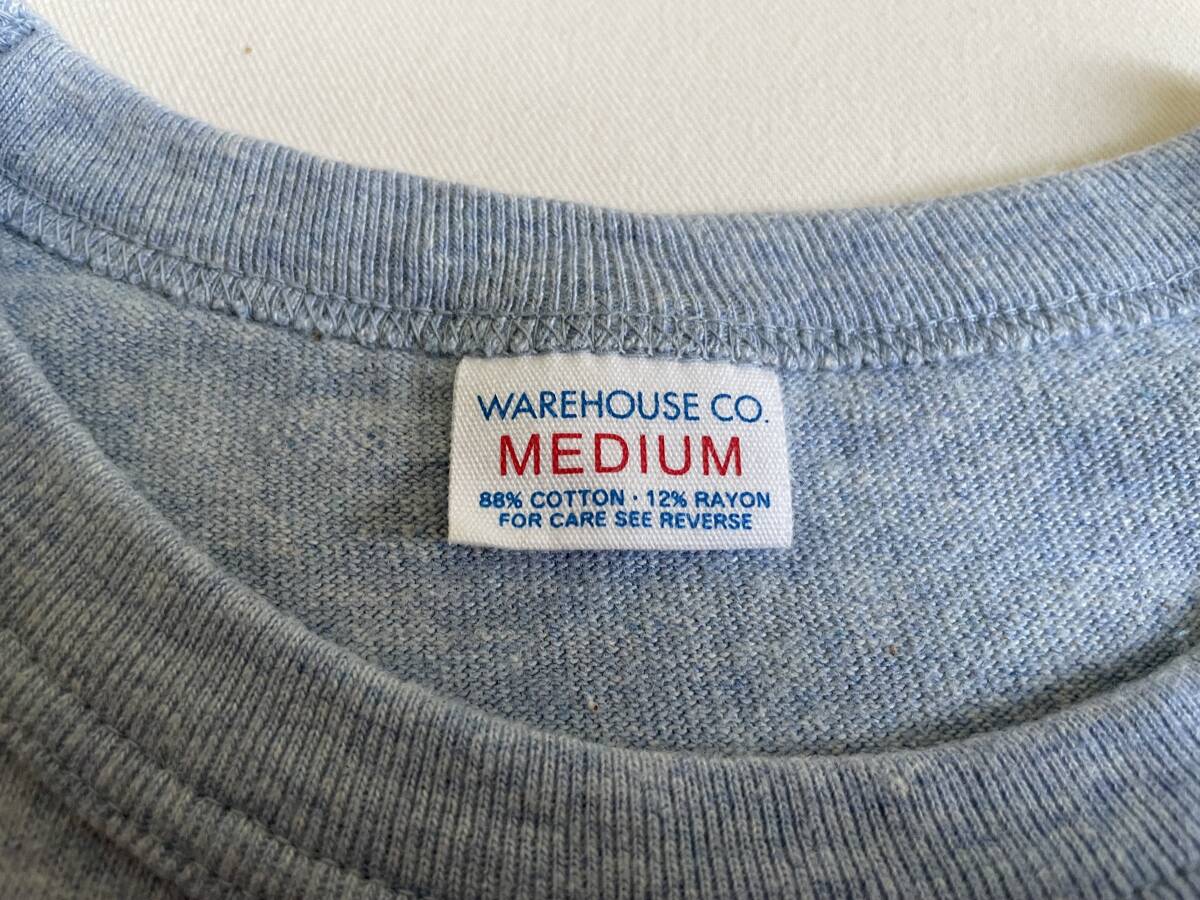 WAREHOUSE CO.
MEDIUM
88% COTTON · 12% RAYON
FOR CARE SEE REVERSE